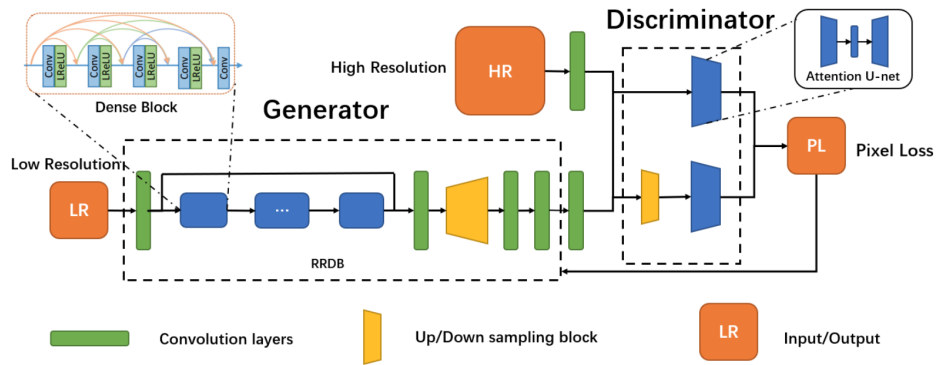 Discriminator
Conv
LReLU
Conv
LReLU
Conv
LReLU
Conv
LReLU
Conv
Dense Block
High Resolution
HR
Attention U-net
Generator
Low Resolution
LR
...
RRDB
PL
Pixel Loss
Convolution layers
Up/Down sampling block
LR
Input/Output